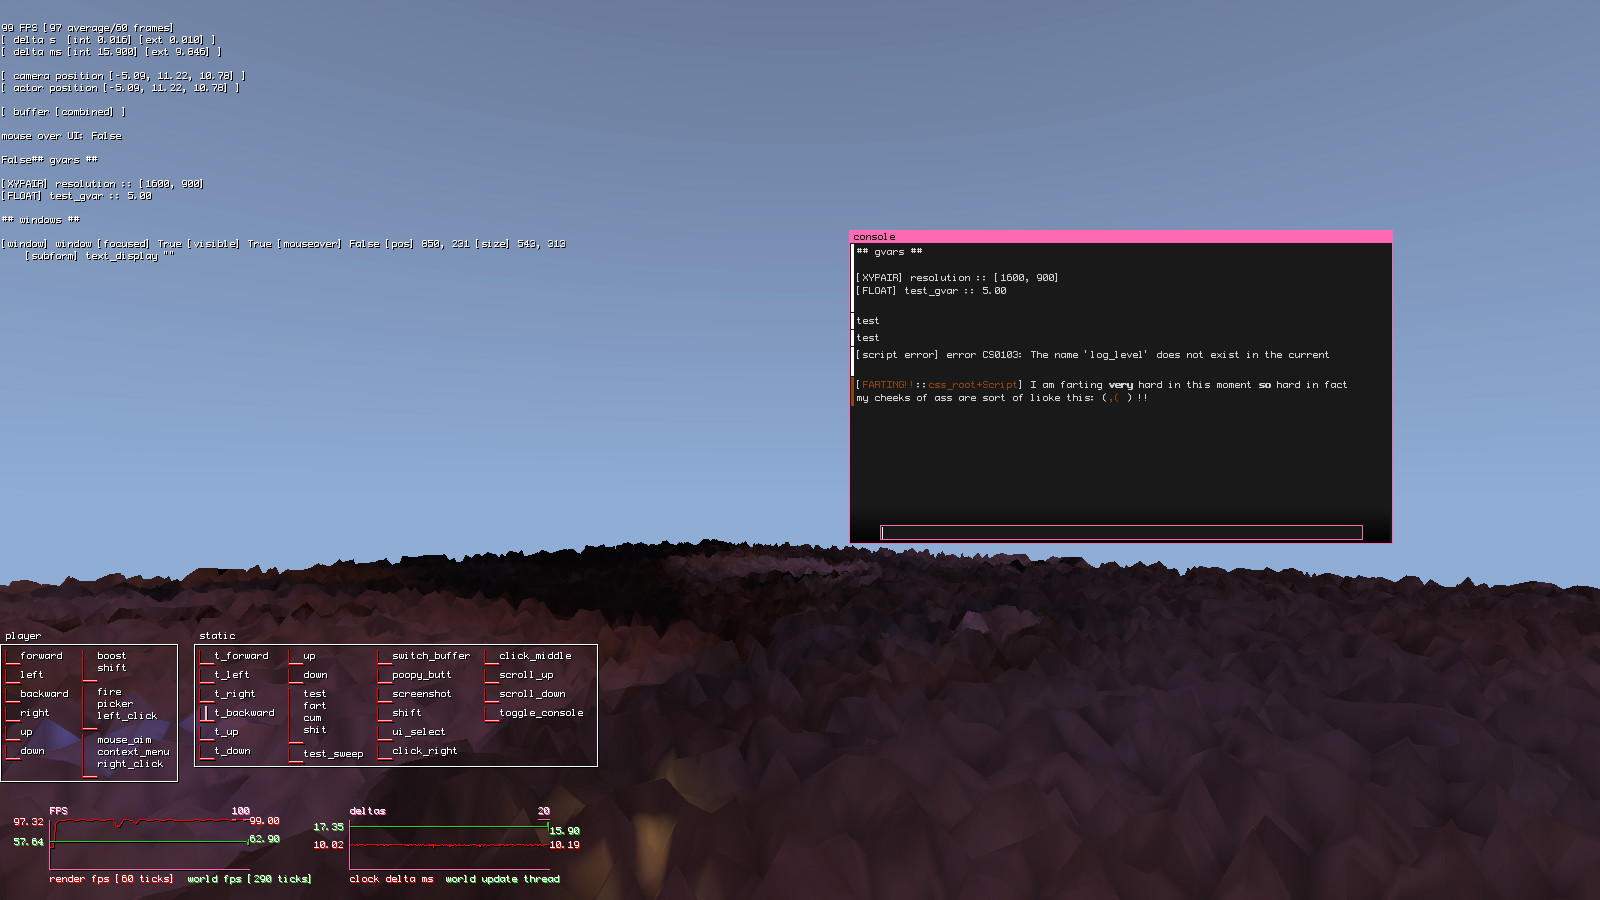 99 FPS [97 average/60 frames]
[ delta s  [int 0.016] [ext 0.010] ]
[ delta ms [int 15.900] [ext 9.846] ]
[ camera position [-5.09, 11.22, 10.78] ]
[ actor position [-5.09, 11.22, 10.78] ]
[ buffer [combined] ]
mouse over UI: False
False## gvars ##
[XYPAIR] resolution :: [1600, 900]
[FLOAT] test_gvar :: 5.00
## windows ##
[window] window [focused] True [visible] True [mouseover] False [pos] 850, 231 [size] 543, 313
[subform] text_display ""
console
## gvars ##
[XYPAIR] resolution :: [1600, 900]
[FLOAT] test_gvar :: 5.00
test
test
[script error] error CS0103: The name 'log_level' does not exist in the current
[FARTING!!::css_root+Script] I am farting very hard in this moment so hard in fact
my cheeks of ass are sort of lioke this: (,( ) !!
player
forward
left
backward
right
up
down
boost
shift
fire
picker
left_click
mouse_aim
context_menu
right_click
static
t_forward
t_left
t_right
t_backward
t_up
t_down
up
down
test
fart
cum
shit
test_sweep
switch_buffer
poopy_butt
screenshot
shift
ui_select
click_right
click_middle
scroll_up
scroll_down
toggle_console
FPS 100
97.32 99.00
57.64 62.90
render fps [60 ticks] world fps [290 ticks]
deltas 20
17.35 15.90
10.02 10.19
clock delta ms world update thread